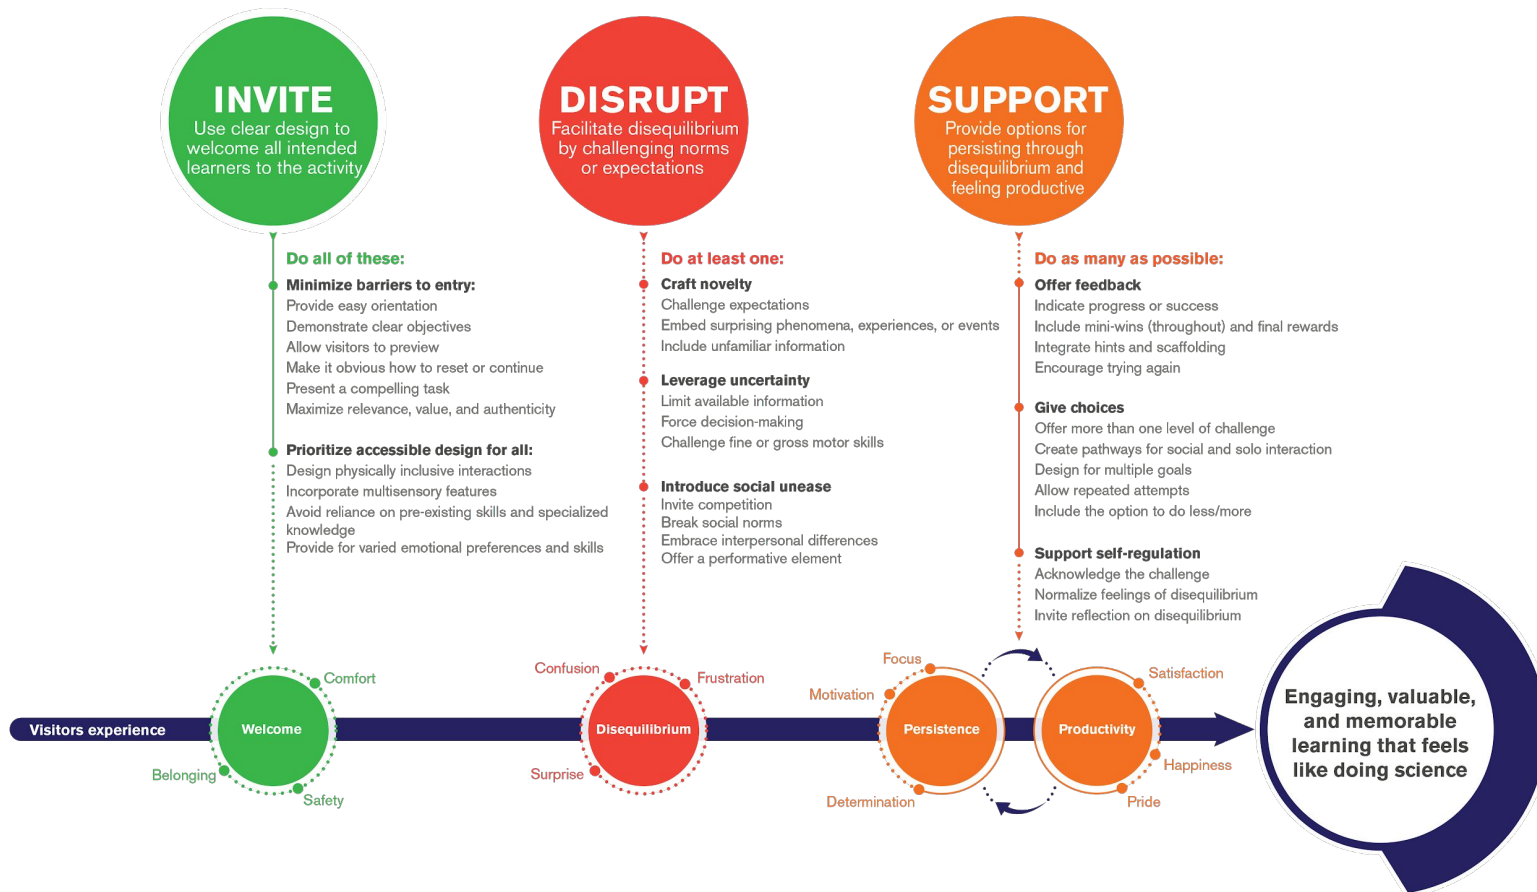 INVITE
Use clear design to
welcome all intended
learners to the activity
DISRUPT
Facilitate disequilibrium
by challenging norms
or expectations
SUPPORT
Provide options for
persisting through
disequilibrium and
feeling productive
Do all of these:
Minimize barriers to entry:
Provide easy orientation
Demonstrate clear objectives
Allow visitors to preview
Make it obvious how to reset or continue
Present a compelling task
Maximize relevance, value, and authenticity
Prioritize accessible design for all:
Design physically inclusive interactions
Incorporate multisensory features
Avoid reliance on pre-existing skills and specialized
knowledge
Provide for varied emotional preferences and skills
Do at least one:
Craft novelty
Challenge expectations
Embed surprising phenomena, experiences, or events
Include unfamiliar information
Leverage uncertainty
Limit available information
Force decision-making
Challenge fine or gross motor skills
Introduce social unease
Invite competition
Break social norms
Embrace interpersonal differences
Offer a performative element
Do as many as possible:
Offer feedback
Indicate progress or success
Include mini-wins (throughout) and final rewards
Integrate hints and scaffolding
Encourage trying again
Give choices
Offer more than one level of challenge
Create pathways for social and solo interaction
Design for multiple goals
Allow repeated attempts
Include the option to do less/more
Support self-regulation
Acknowledge the challenge
Normalize feelings of disequilibrium
Invite reflection on disequilibrium
Visitors experience
Welcome
Comfort
Belonging
Safety
Disequilibrium
Confusion
Frustration
Surprise
Persistence
Focus
Motivation
Determination
Productivity
Satisfaction
Happiness
Pride
Engaging, valuable,
and memorable
learning that feels
like doing science